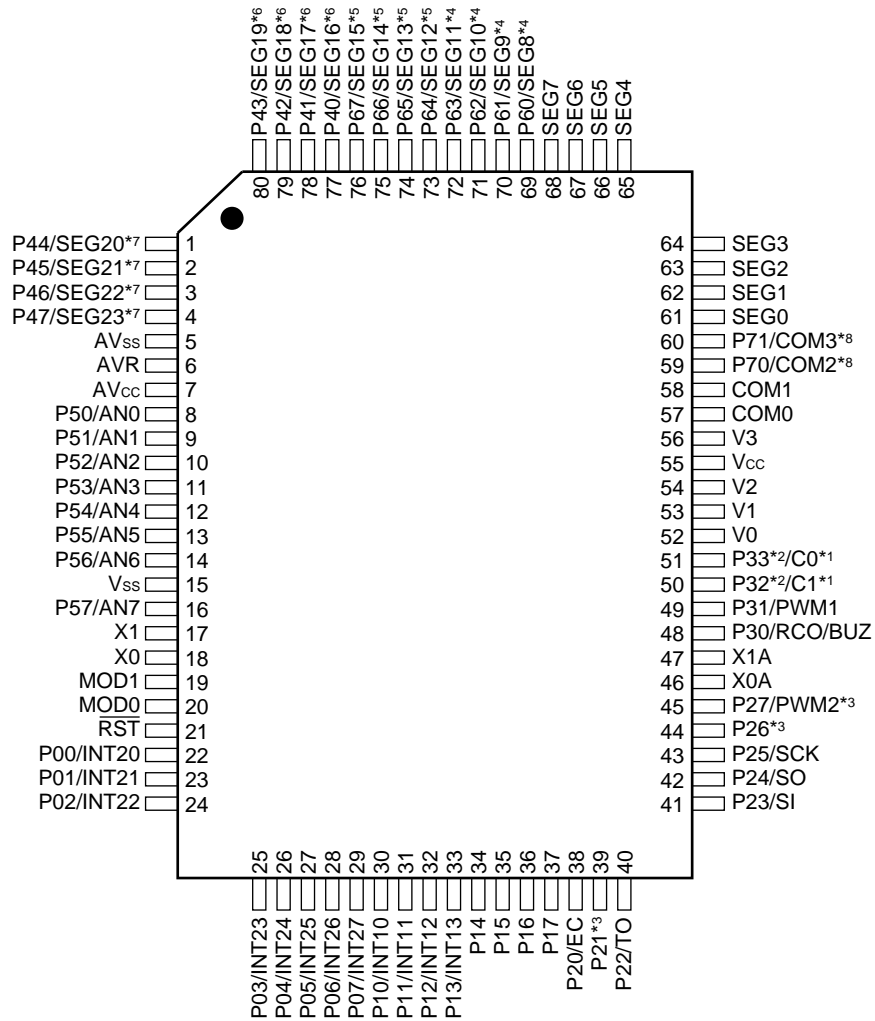 P43/SEG19*6
P42/SEG18*6
P41/SEG17*6
P40/SEG16*6
P67/SEG15*5
P66/SEG14*5
P65/SEG13*5
P64/SEG12*5
P63/SEG11*4
P62/SEG10*4
P61/SEG9*4
P60/SEG8*4
SEG7
SEG6
SEG5
SEG4
80
79
78
77
76
75
74
73
72
71
70
69
68
67
66
65
P44/SEG20*7 1
P45/SEG21*7 2
P46/SEG22*7 3
P47/SEG23*7 4
AVSS 5
AVR 6
AVCC 7
P50/AN0 8
P51/AN1 9
P52/AN2 10
P53/AN3 11
P54/AN4 12
P55/AN5 13
P56/AN6 14
VSS 15
P57/AN7 16
X1 17
X0 18
MOD1 19
MOD0 20
RST 21
P00/INT20 22
P01/INT21 23
P02/INT22 24
64 SEG3
63 SEG2
62 SEG1
61 SEG0
60 P71/COM3*8
59 P70/COM2*8
58 COM1
57 COM0
56 V3
55 VCC
54 V2
53 V1
52 V0
51 P33*2/C0*1
50 P32*2/C1*1
49 P31/PWM1
48 P30/RCO/BUZ
47 X1A
46 X0A
45 P27/PWM2*3
44 P26*3
43 P25/SCK
42 P24/SO
41 P23/SI
25
26
27
28
29
30
31
32
33
34
35
36
37
38
39
40
P03/INT23
P04/INT24
P05/INT25
P06/INT26
P07/INT27
P10/INT10
P11/INT11
P12/INT12
P13/INT13
P14
P15
P16
P17
P20/EC
P21*3
P22/TO